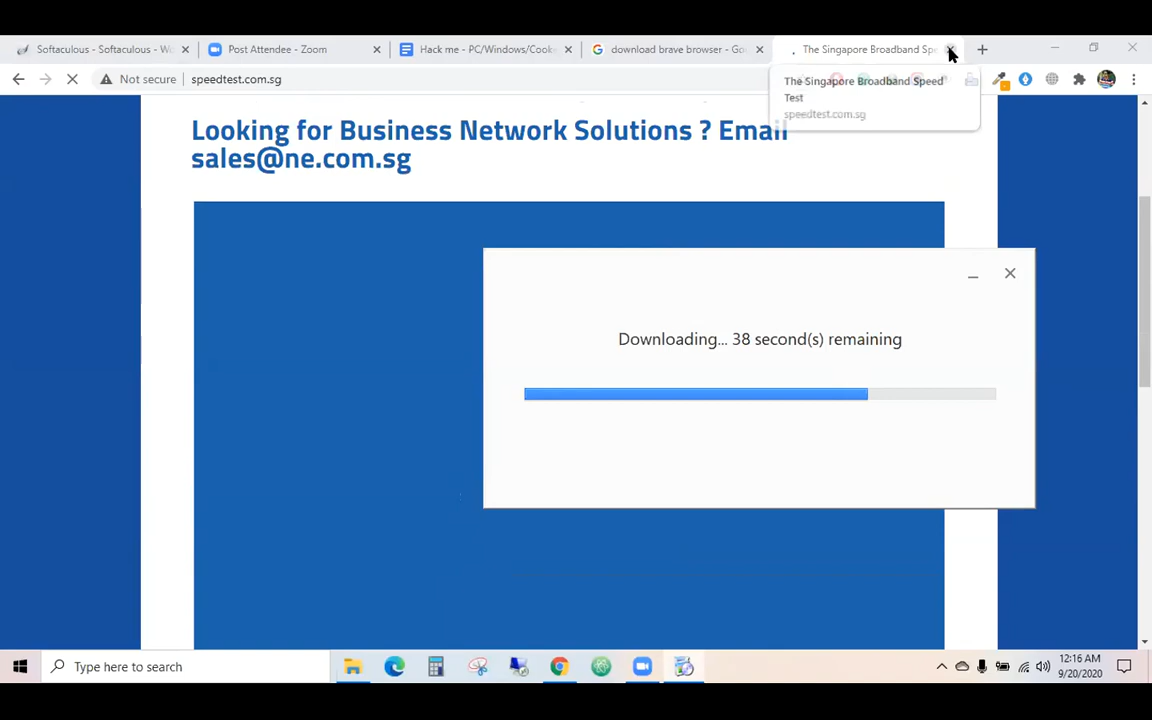 Softaculous - Softaculous - W
Post Attendee - Zoom
Hack me - PC/Windows/Cook
download brave browser - Go
The Singapore Broadband Spe
Not secure
speedtest.com.sg
The Singapore Broadband Speed
Test
speedtest.com.sg
Looking for Business Network Solutions ? Email
sales@ne.com.sg
Downloading... 38 second(s) remaining
Type here to search
12:16 AM
9/20/2020